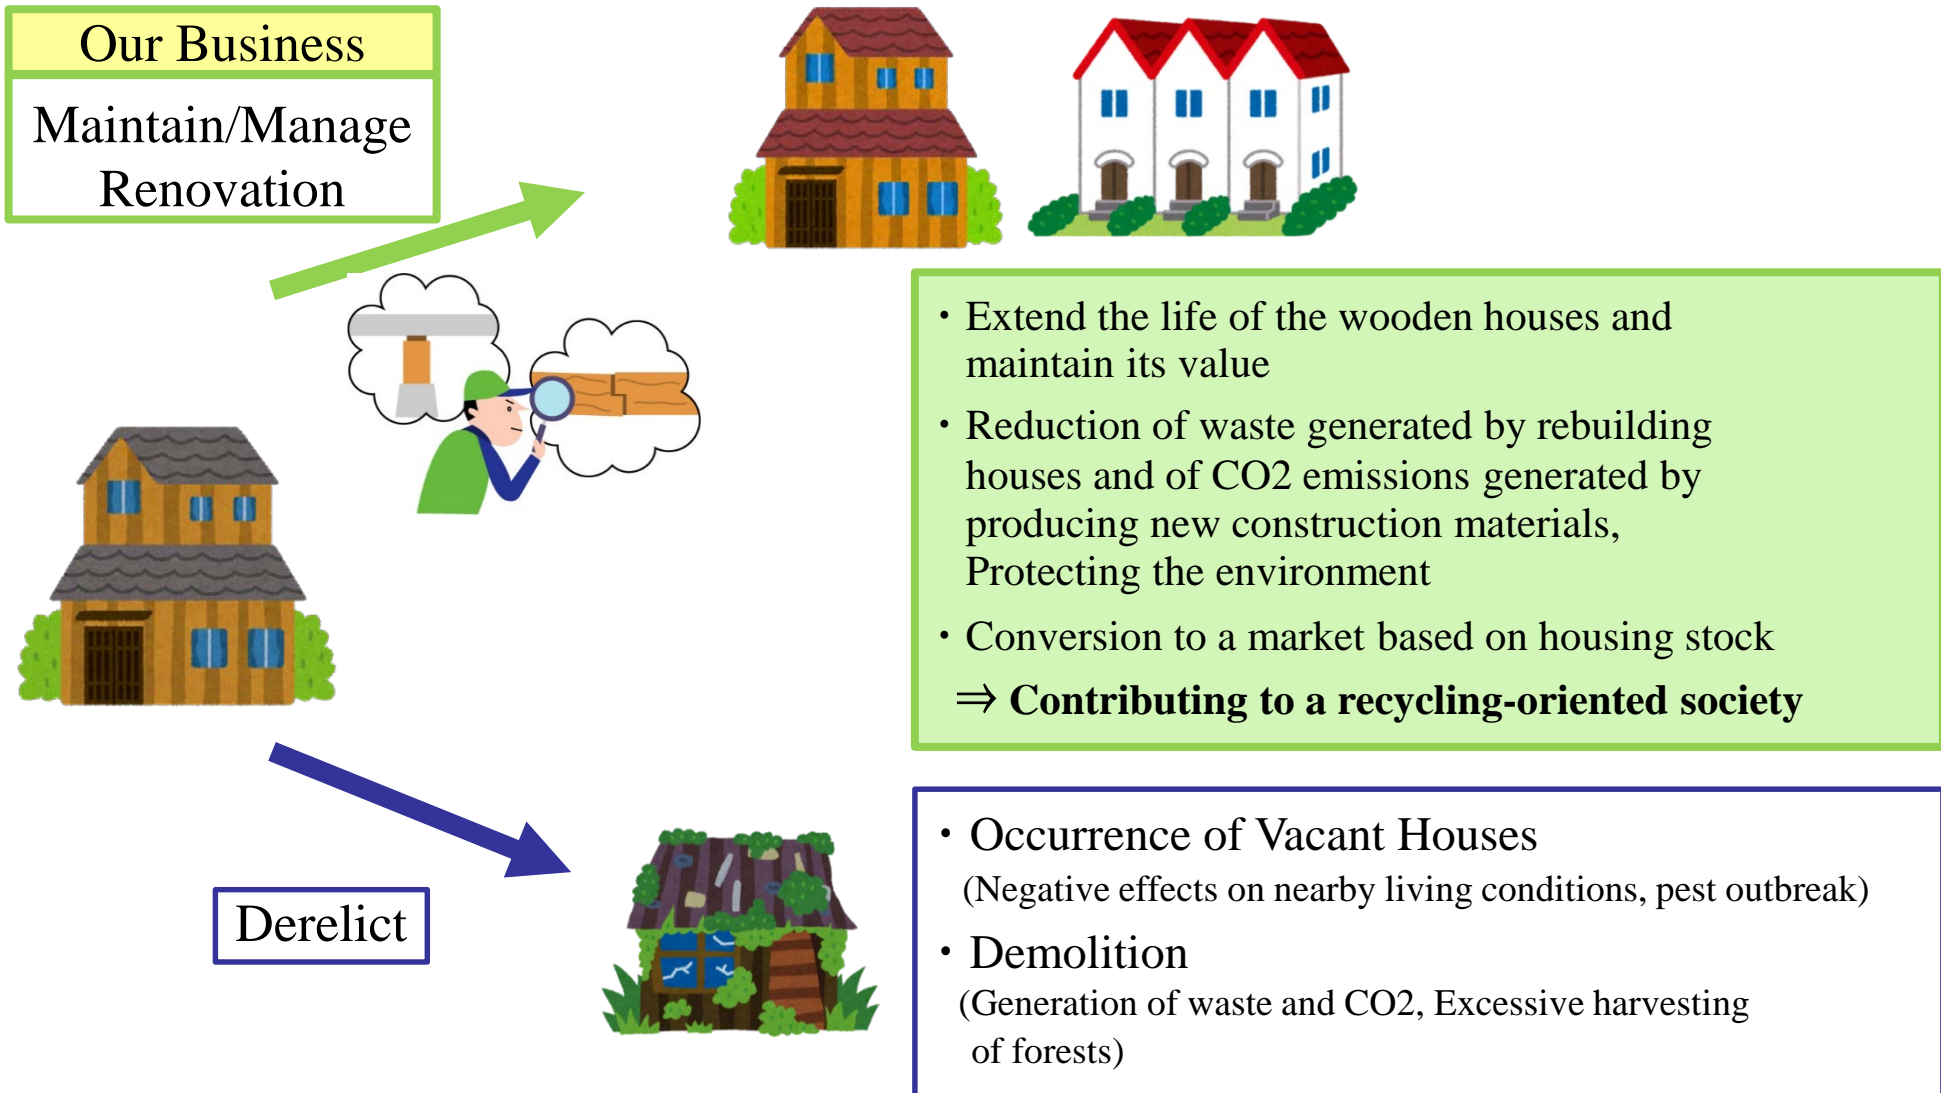 Our Business
Maintain/Manage
Renovation
・Extend the life of the wooden houses and
maintain its value
・Reduction of waste generated by rebuilding
houses and of CO2 emissions generated by
producing new construction materials,
Protecting the environment
・Conversion to a market based on housing stock
⇒ Contributing to a recycling-oriented society
Derelict
・Occurrence of Vacant Houses
(Negative effects on nearby living conditions, pest outbreak)
・Demolition
(Generation of waste and CO2, Excessive harvesting
of forests)